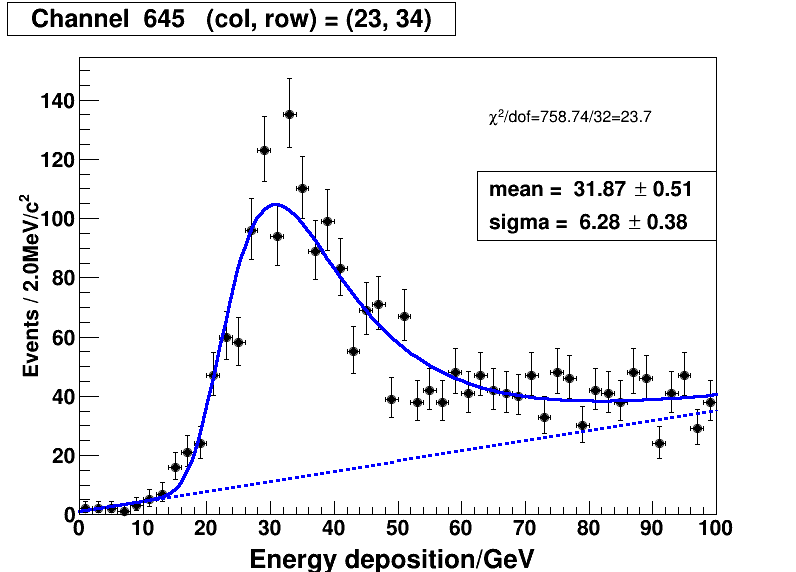 Channel 645 (col, row) = (23, 34)
χ²/dof=758.74/32=23.7
mean = 31.87 ± 0.51
sigma = 6.28 ± 0.38
Events / 2.0MeV/c²
140
120
100
80
60
40
20
0
0 10 20 30 40 50 60 70 80 90 100
Energy deposition/GeV